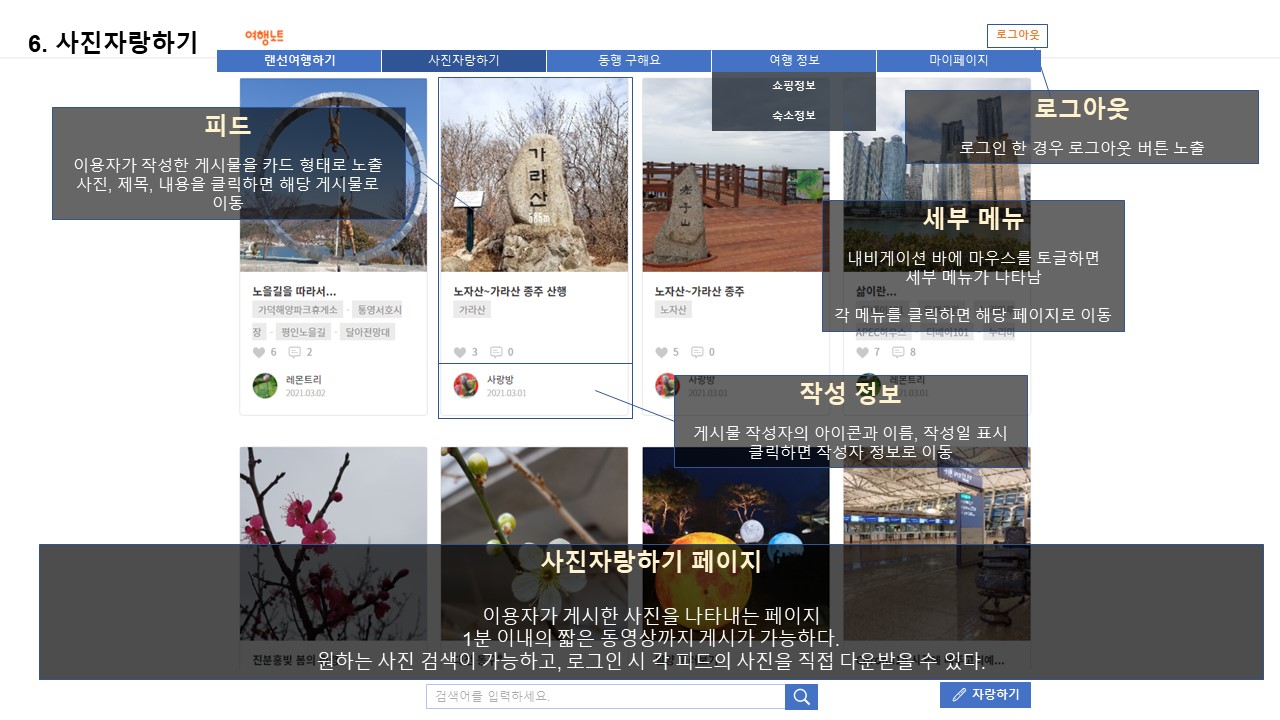 6. 사진자랑하기
여행노트
로그아웃
랜선여행하기
사진자랑하기
동행 구해요
여행 정보
마이페이지
쇼핑정보
숙소정보
피드
이용자가 작성한 게시물을 카드 형태로 노출
사진, 제목, 내용을 클릭하면 해당 게시물로
이동
로그아웃
로그인 한 경우 로그아웃 버튼 노출
세부 메뉴
내비게이션 바에 마우스를 토글하면
세부 메뉴가 나타남
각 메뉴를 클릭하면 해당 페이지로 이동
가라산
585m
孝子山
노을길을 따라서...
가덕해양파크휴게소 · 통영서호시
장 · 평인노을길 · 달아전망대
6 2
레몬트리
2021.03.02
노자산~가라산 종주 산행
가라산
3 0
사랑방
2021.03.01
노자산~가라산 종주
노자산
5 0
사랑방
삶이란...
APEC하우스 · 더베이101 · 누리마
7 8
레몬트리
작성 정보
게시물 작성자의 아이콘과 이름, 작성일 표시
클릭하면 작성자 정보로 이동
사진자랑하기 페이지
이용자가 게시한 사진을 나타내는 페이지
1분 이내의 짧은 동영상까지 게시가 가능하다.
원하는 사진 검색이 가능하고, 로그인 시 각 피드의 사진을 직접 다운받을 수 있다.
진분홍빛 봄의
검색어를 입력하세요.
자랑하기